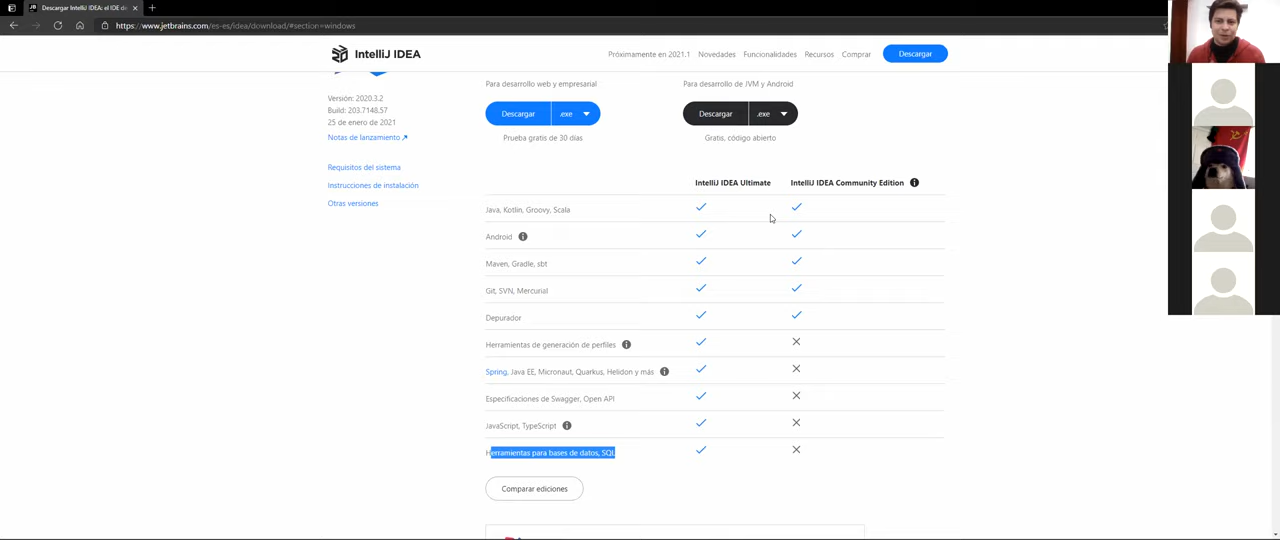 Descargar IntelliJ IDEA: el IDE de
https://www.jetbrains.com/es-es/idea/download/#section=windows
IntelliJ IDEA
Próximamente en 2021.1 Novedades Funcionalidades Recursos Comprar Descargar
Para desarrollo web y empresarial Para desarrollo de JVM y Android
Versión: 2020.3.2
Build: 203.7148.57
25 de enero de 2021
Notas de lanzamiento
Descargar .exe Descargar .exe
Prueba gratis de 30 días Gratis, código abierto
Requisitos del sistema
Instrucciones de instalación
Otras versiones
IntelliJ IDEA Ultimate IntelliJ IDEA Community Edition
Java, Kotlin, Groovy, Scala
Android
Maven, Gradle, sbt
Git, SVN, Mercurial
Depurador
Herramientas de generación de perfiles
Spring, Java EE, Micronaut, Quarkus, Helidon y más
Especificaciones de Swagger, Open API
JavaScript, TypeScript
Herramientas para bases de datos, SQL
Comparar ediciones